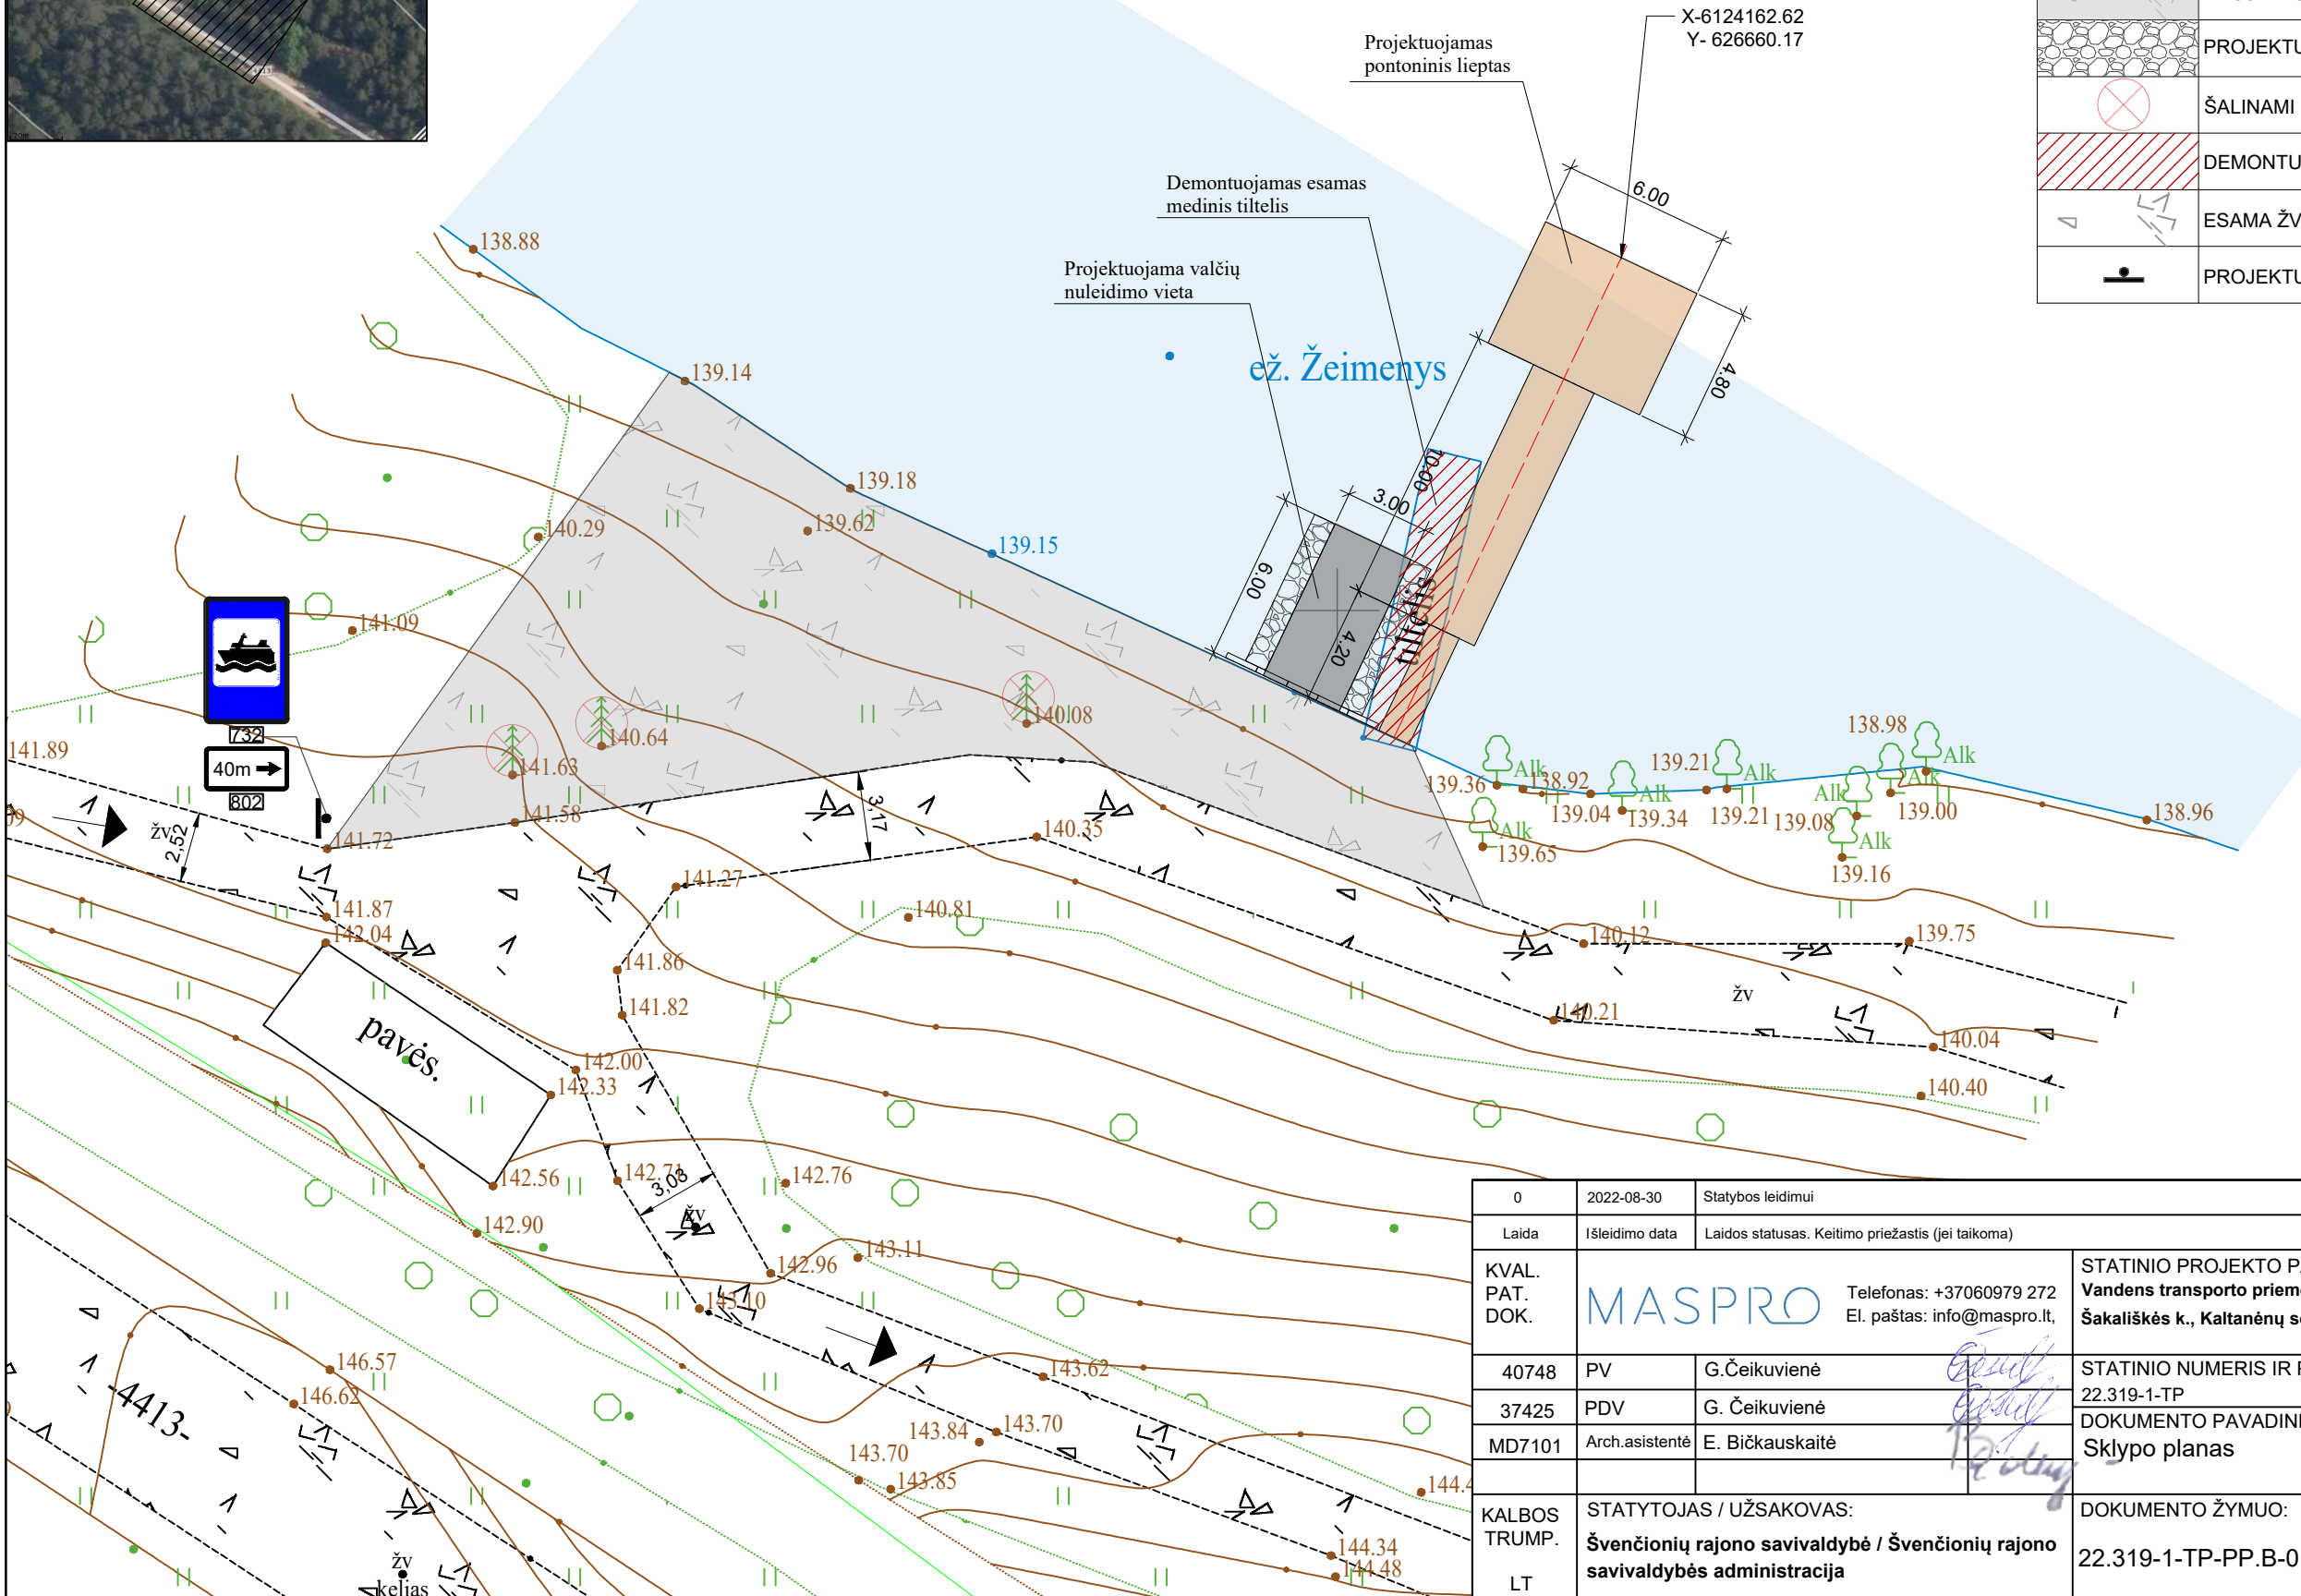 X-6124162.62
Y- 626660.17
Projektuojamas
pontoninis lieptas
Demontuojamas esamas
medinis tiltelis
Projektuojama valčių
nuleidimo vieta
ež. Žeimenys
tiltelis
6.00
4.80
10.00
3.00
6.00
4.20
PROJEKTU
ŠALINAMI
DEMONTU
ESAMA ŽV
PROJEKTU
138.88
139.14
139.18
139.62
139.15
140.29
141.09
140.08
140.64
141.63
141.58
141.72
141.89
732
40m
802
žv
2,52
3,17
141.87
142.04
141.27
140.35
140.81
141.86
141.82
142.00
142.33
142.56
142.71
3,03
žv
142.76
142.90
142.96
143.11
143.10
pavės.
139.36
Alk
138.92
139.04
Alk
139.34
139.21
Alk
139.21
138.98
Alk
Alk
Alk
139.08
139.00
Alk
139.65
Alk
139.16
138.96
140.12
139.75
žv
140.21
140.04
140.40
146.57
146.62
-4413-
143.62
143.84
143.70
143.70
143.85
144.4
144.34
144.48
žv
kelias
0 2022-08-30 Statybos leidimui
Laida Išleidimo data Laidos statusas. Keitimo priežastis (jei taikoma)
KVAL.
PAT.
DOK.
MASPRO
Telefonas: +37060979 272
El. paštas: info@maspro.lt,
STATINIO PROJEKTO PA
Vandens transporto priem
Šakališkės k., Kaltanėnų s
40748 PV G.Čeikuvienė
37425 PDV G. Čeikuvienė
MD7101 Arch.asistentė E. Bičkauskaitė
STATINIO NUMERIS IR P
22.319-1-TP
DOKUMENTO PAVADIN
Sklypo planas
KALBOS
TRUMP.
LT
STATYTOJAS / UŽSAKOVAS:
Švenčionių rajono savivaldybė / Švenčionių rajono
savivaldybės administracija
DOKUMENTO ŽYMUO:
22.319-1-TP-PP.B-0